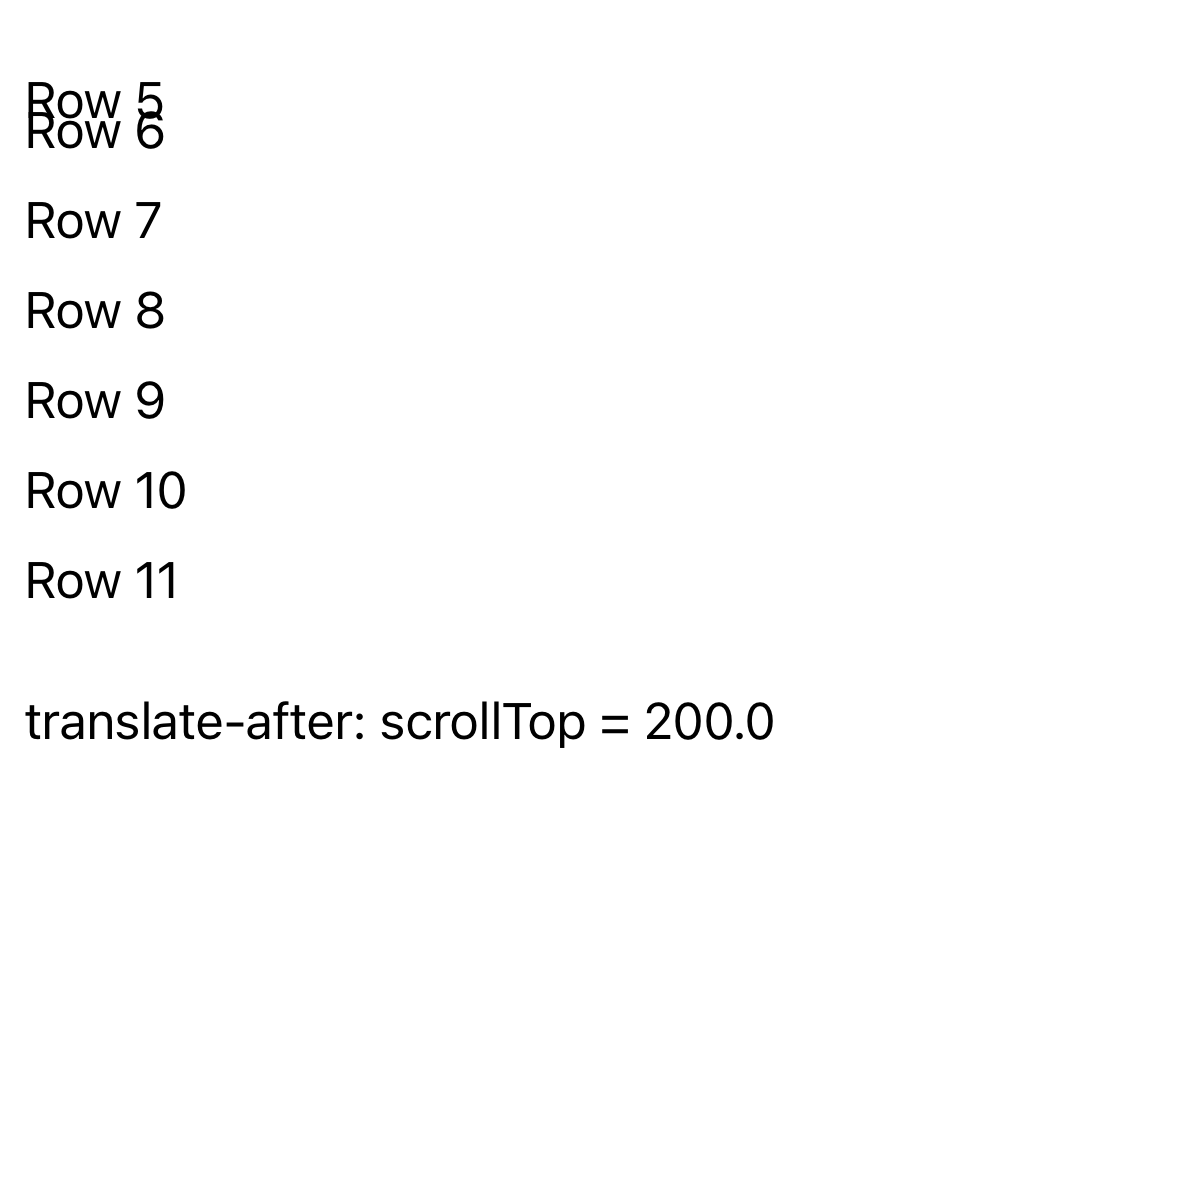 Row 5
Row 6
Row 7
Row 8
Row 9
Row 10
Row 11
translate-after: scrollTop = 200.0